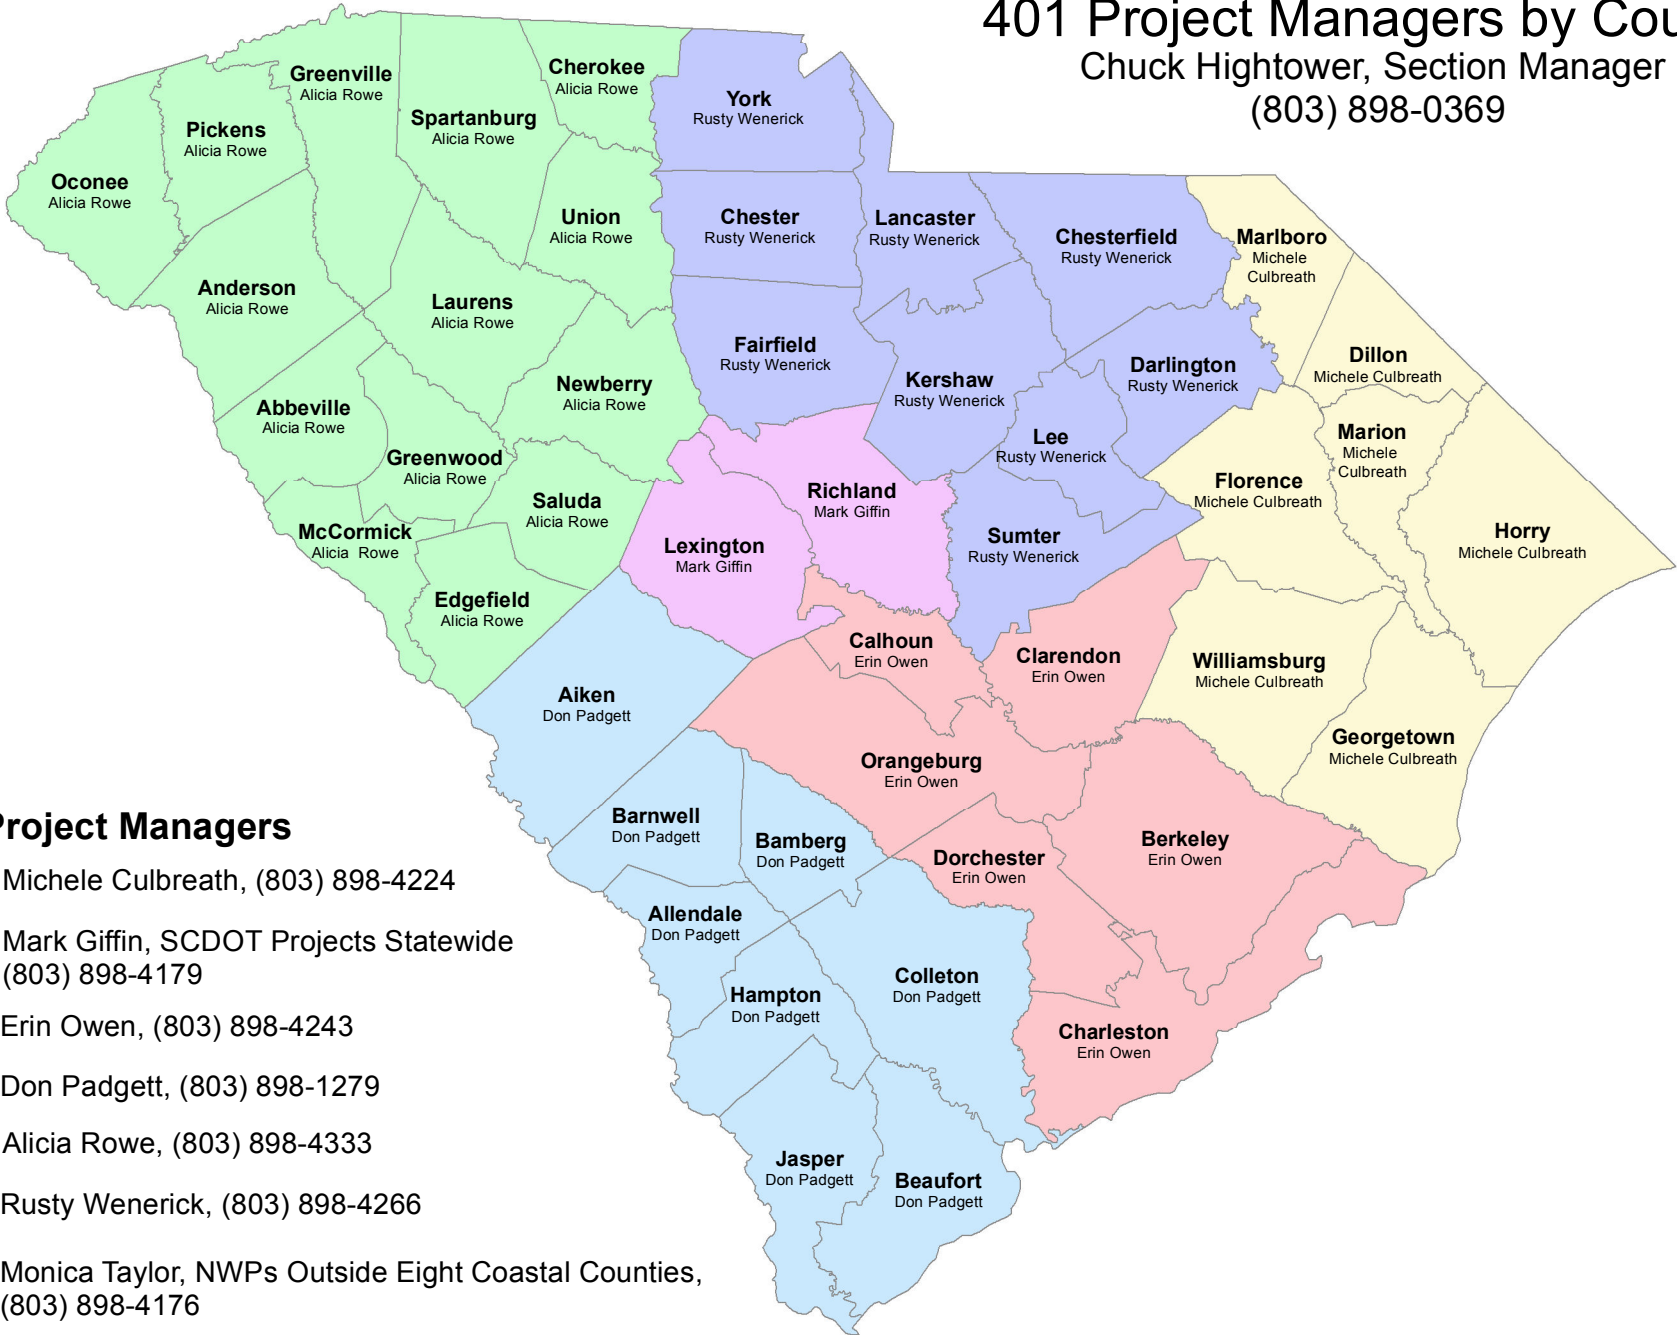 401 Project Managers by Cou
Chuck Hightower, Section Manager
(803) 898-0369
Greenville
Alicia Rowe
Cherokee
Alicia Rowe
York
Rusty Wenerick
Spartanburg
Alicia Rowe
Pickens
Alicia Rowe
Oconee
Alicia Rowe
Union
Alicia Rowe
Chester
Rusty Wenerick
Lancaster
Rusty Wenerick
Chesterfield
Rusty Wenerick
Marlboro
Michele
Culbreath
Anderson
Alicia Rowe
Laurens
Alicia Rowe
Fairfield
Rusty Wenerick
Kershaw
Rusty Wenerick
Darlington
Rusty Wenerick
Dillon
Michele Culbreath
Newberry
Alicia Rowe
Abbeville
Alicia Rowe
Greenwood
Alicia Rowe
Lee
Rusty Wenerick
Marion
Michele
Culbreath
Florence
Michele Culbreath
Saluda
Alicia Rowe
Richland
Mark Giffin
McCormick
Alicia Rowe
Lexington
Mark Giffin
Sumter
Rusty Wenerick
Horry
Michele Culbreath
Edgefield
Alicia Rowe
Calhoun
Erin Owen
Clarendon
Erin Owen
Williamsburg
Michele Culbreath
Aiken
Don Padgett
Georgetown
Michele Culbreath
Orangeburg
Erin Owen
Barnwell
Don Padgett
Bamberg
Don Padgett
Dorchester
Erin Owen
Berkeley
Erin Owen
Allendale
Don Padgett
Hampton
Don Padgett
Colleton
Don Padgett
Charleston
Erin Owen
Jasper
Don Padgett
Beaufort
Don Padgett
Project Managers
Michele Culbreath, (803) 898-4224
Mark Giffin, SCDOT Projects Statewide
(803) 898-4179
Erin Owen, (803) 898-4243
Don Padgett, (803) 898-1279
Alicia Rowe, (803) 898-4333
Rusty Wenerick, (803) 898-4266
Monica Taylor, NWPs Outside Eight Coastal Counties,
(803) 898-4176